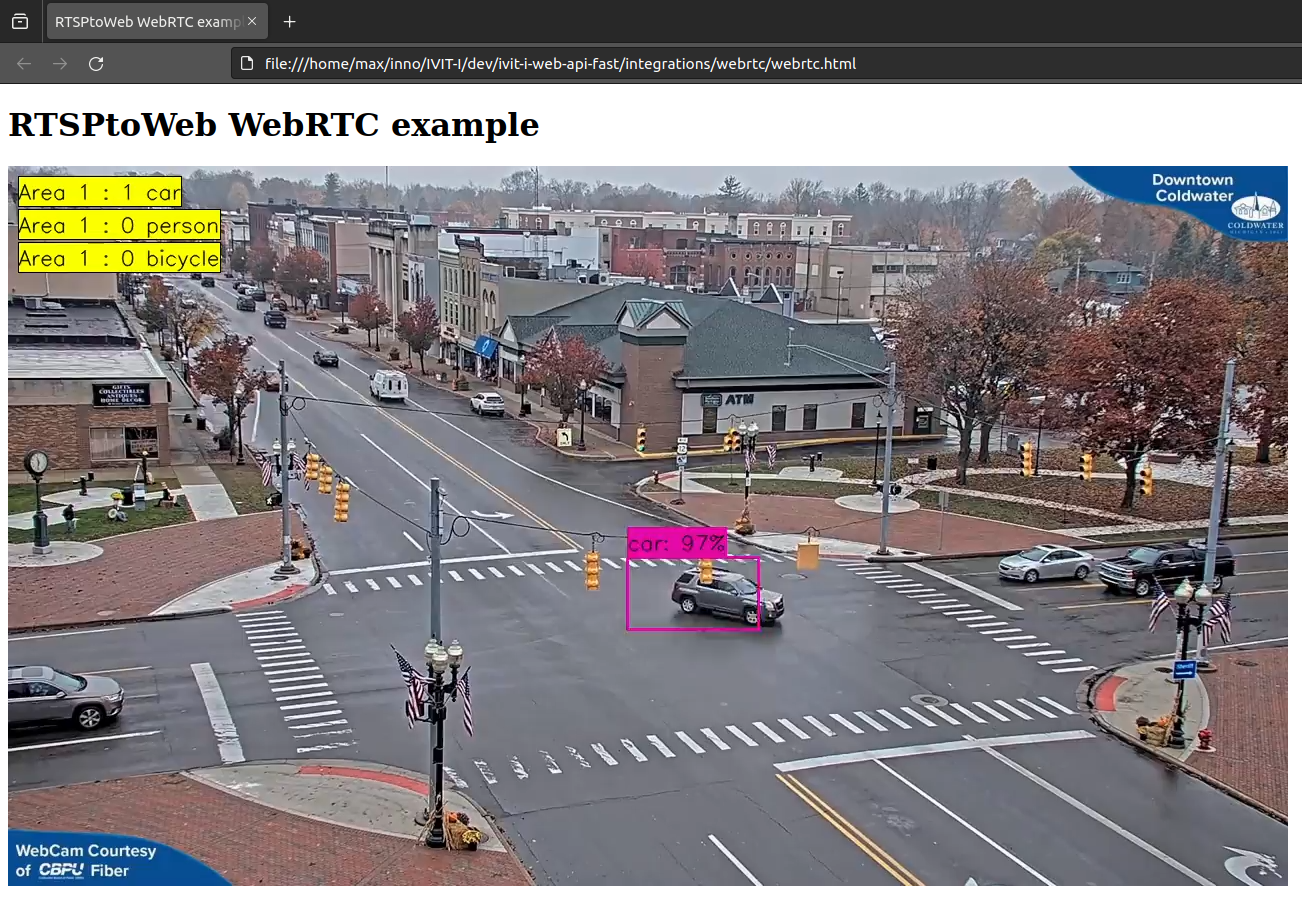 RTSPtoWeb WebRTC examp
file:///home/max/inno/IVIT-I/dev/ivit-i-web-api-fast/integrations/webrtc/webrtc.html
RTSPtoWeb WebRTC example
Area 1 : 1 car
Area 1 : 0 person
Area 1 : 0 bicycle
Downtown
Coldwater
COLDWATER
GIFTS
COLLECTIBLES
ANTIQUES
HOME DECOR
ATM
car: 97%
WebCam Courtesy
of CBPU Fiber